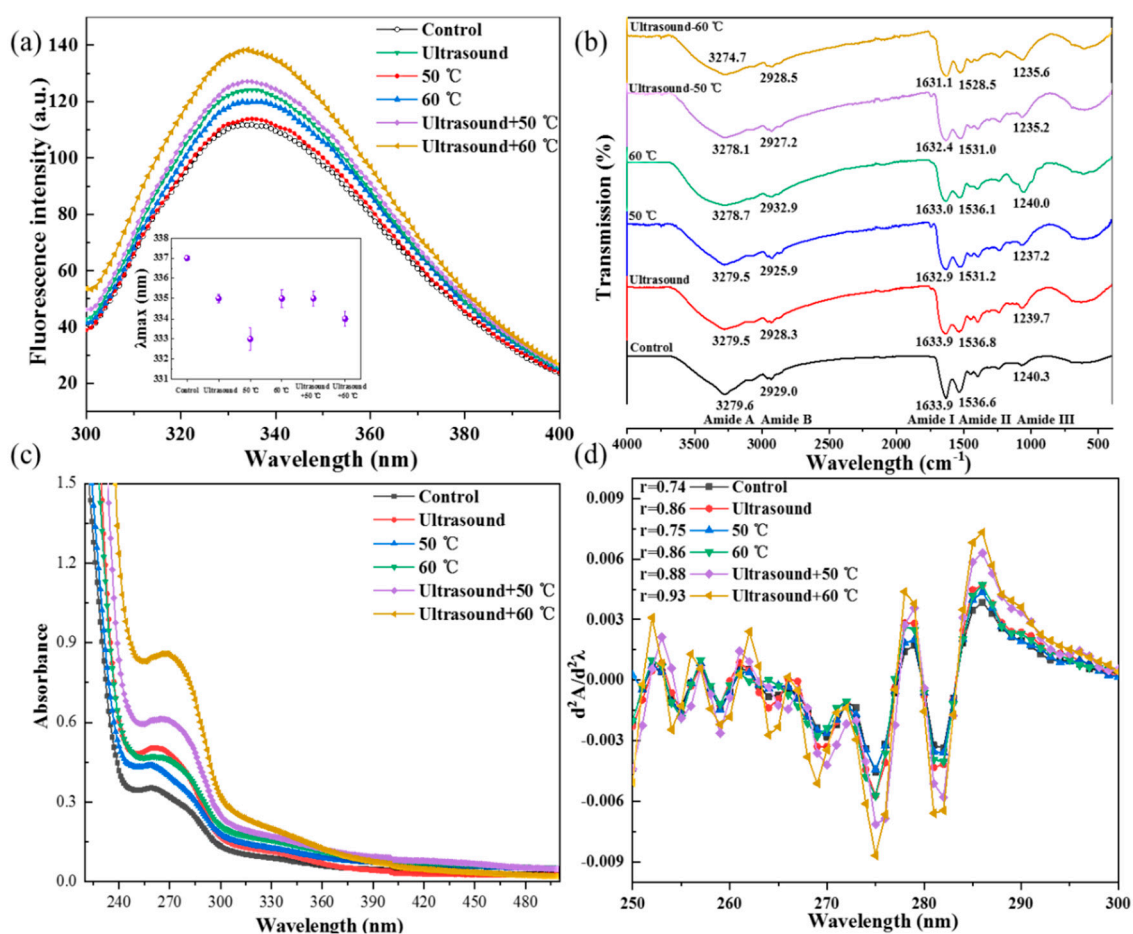 (a)
Fluorescence intensity (a.u.)
140
120
100
80
60
40
20
Control
Ultrasound
50 ℃
60 ℃
Ultrasound+50 ℃
Ultrasound+60 ℃
λmax (nm)
338
337
336
335
334
333
332
331
Control
Ultrasound
50 ℃
60 ℃
Ultrasound
+50 ℃
Ultrasound
+60 ℃
300
320
340
360
380
400
Wavelength (nm)
(b)
Transmission (%)
Ultrasound-60 ℃
3274.7
2928.5
1631.1
1528.5
1235.6
Ultrasound-50 ℃
3278.1
2927.2
1632.4
1531.0
1235.2
60 ℃
3278.7
2932.9
1633.0
1536.1
1240.0
50 ℃
3279.5
2925.9
1632.9
1531.2
1237.2
Ultrasound
3279.5
2928.3
1633.9
1536.8
1239.7
Control
3279.6
2929.0
1633.9
1536.6
1240.3
Amide A
Amide B
Amide I
Amide II
Amide III
4000
3500
3000
2500
2000
1500
1000
500
Wavelength (cm⁻¹)
(c)
Absorbance
1.5
1.2
0.9
0.6
0.3
0.0
Control
Ultrasound
50 ℃
60 ℃
Ultrasound+50 ℃
Ultrasound+60 ℃
240
270
300
330
360
390
420
450
480
Wavelength (nm)
(d)
d²A/d²λ
0.009
0.006
0.003
0.000
-0.003
-0.006
-0.009
r=0.74 Control
r=0.86 Ultrasound
r=0.75 50 ℃
r=0.86 60 ℃
r=0.88 Ultrasound+50 ℃
r=0.93 Ultrasound+60 ℃
250
260
270
280
290
300
Wavelength (nm)